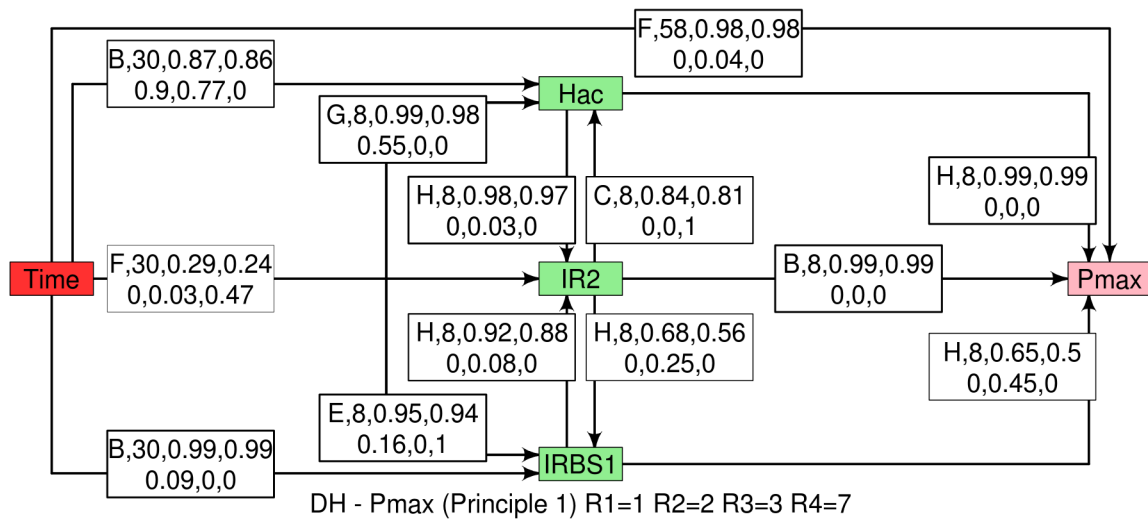 F,58,0.98,0.98
0,0.04,0
B,30,0.87,0.86
0.9,0.77,0
Hac
G,8,0.99,0.98
0.55,0,0
H,8,0.98,0.97
0,0.03,0
C,8,0.84,0.81
0,0,1
H,8,0.99,0.99
0,0,0
Time
F,30,0.29,0.24
0,0.03,0.47
IR2
B,8,0.99,0.99
0,0,0
Pmax
H,8,0.92,0.88
0,0.08,0
H,8,0.68,0.56
0,0.25,0
H,8,0.65,0.5
0,0.45,0
E,8,0.95,0.94
0.16,0,1
B,30,0.99,0.99
0.09,0,0
IRBS1
DH - Pmax (Principle 1) R1=1 R2=2 R3=3 R4=7